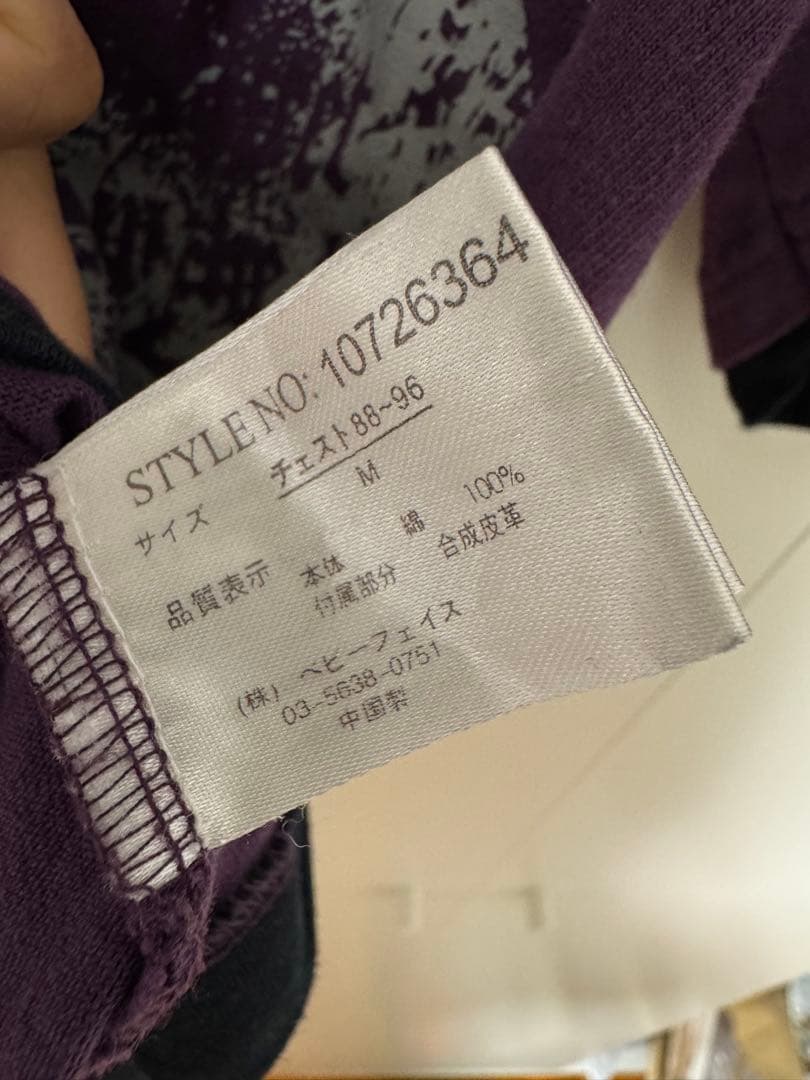 STYLE NO: 10726364
サイズ チェスト88~96
M
品質表示 本体 綿 100%
付属部分 合成皮革
(株) ベビーフェイス
03-5638-0751
中国製